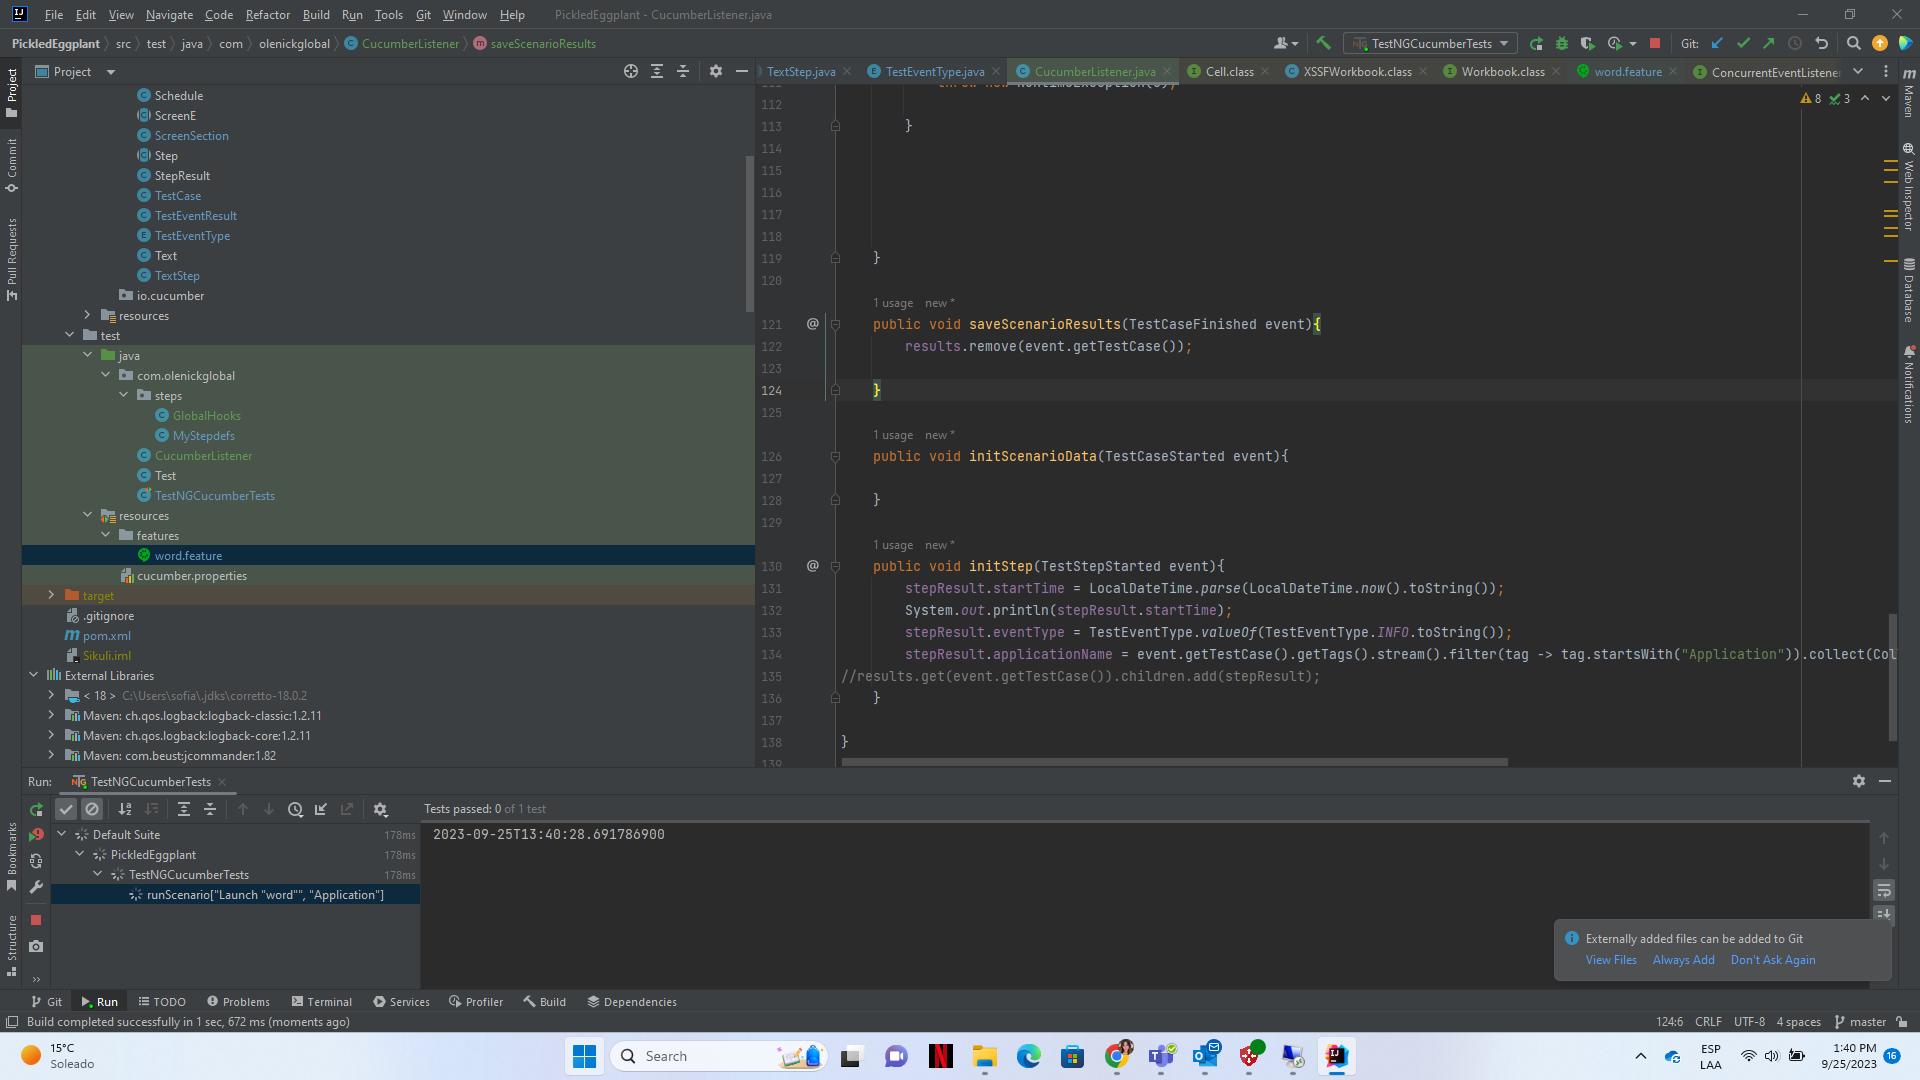 File Edit View Navigate Code Refactor Build Run Tools Git Window Help PickledEggplant - CucumberListener.java
PickledEggplant src test java com olenickglobal CucumberListener saveScenarioResults TestNGCucumberTests Git:
Project TextStep.java TestEventType.java CucumberListener.java Cell.class XSSFWorkbook.class Workbook.class word.feature ConcurrentEventListene
Project
Commit
Pull Requests
Bookmarks
Structure
Schedule
ScreenE
ScreenSection
Step
StepResult
TestCase
TestEventResult
TestEventType
Text
TextStep
io.cucumber
resources
test
java
com.olenickglobal
steps
GlobalHooks
MyStepdefs
CucumberListener
Test
TestNGCucumberTests
resources
features
word.feature
cucumber.properties
target
.gitignore
pom.xml
Sikuli.iml
External Libraries
< 18 > C:\Users\sofia\.jdks\corretto-18.0.2
Maven: ch.qos.logback:logback-classic:1.2.11
Maven: ch.qos.logback:logback-core:1.2.11
Maven: com.beust:jcommander:1.82
8 3
112
113 }
114
115
116
117
118
119 }
120
1 usage new *
121 @ public void saveScenarioResults(TestCaseFinished event){
122 results.remove(event.getTestCase());
123
124 }
125
1 usage new *
126 public void initScenarioData(TestCaseStarted event){
127
128 }
129
1 usage new *
130 @ public void initStep(TestStepStarted event){
131 stepResult.startTime = LocalDateTime.parse(LocalDateTime.now().toString());
132 System.out.println(stepResult.startTime);
133 stepResult.eventType = TestEventType.valueOf(TestEventType.INFO.toString());
134 stepResult.applicationName = event.getTestCase().getTags().stream().filter(tag -> tag.startsWith("Application")).collect(Col
135 //results.get(event.getTestCase()).children.add(stepResult);
136 }
137
138 }
139
Maven
Web Inspector
Database
Notifications
Run: TestNGCucumberTests
Tests passed: 0 of 1 test
Default Suite 178ms
PickledEggplant 178ms
TestNGCucumberTests 178ms
runScenario["Launch "word"", "Application"]
2023-09-25T13:40:28.691786900
Externally added files can be added to Git
View Files Always Add Don't Ask Again
Git Run TODO Problems Terminal Services Profiler Build Dependencies
Build completed successfully in 1 sec, 672 ms (moments ago) 124:6 CRLF UTF-8 4 spaces master
15°C
Soleado
Search
ESP
LAA
1:40 PM
9/25/2023
16